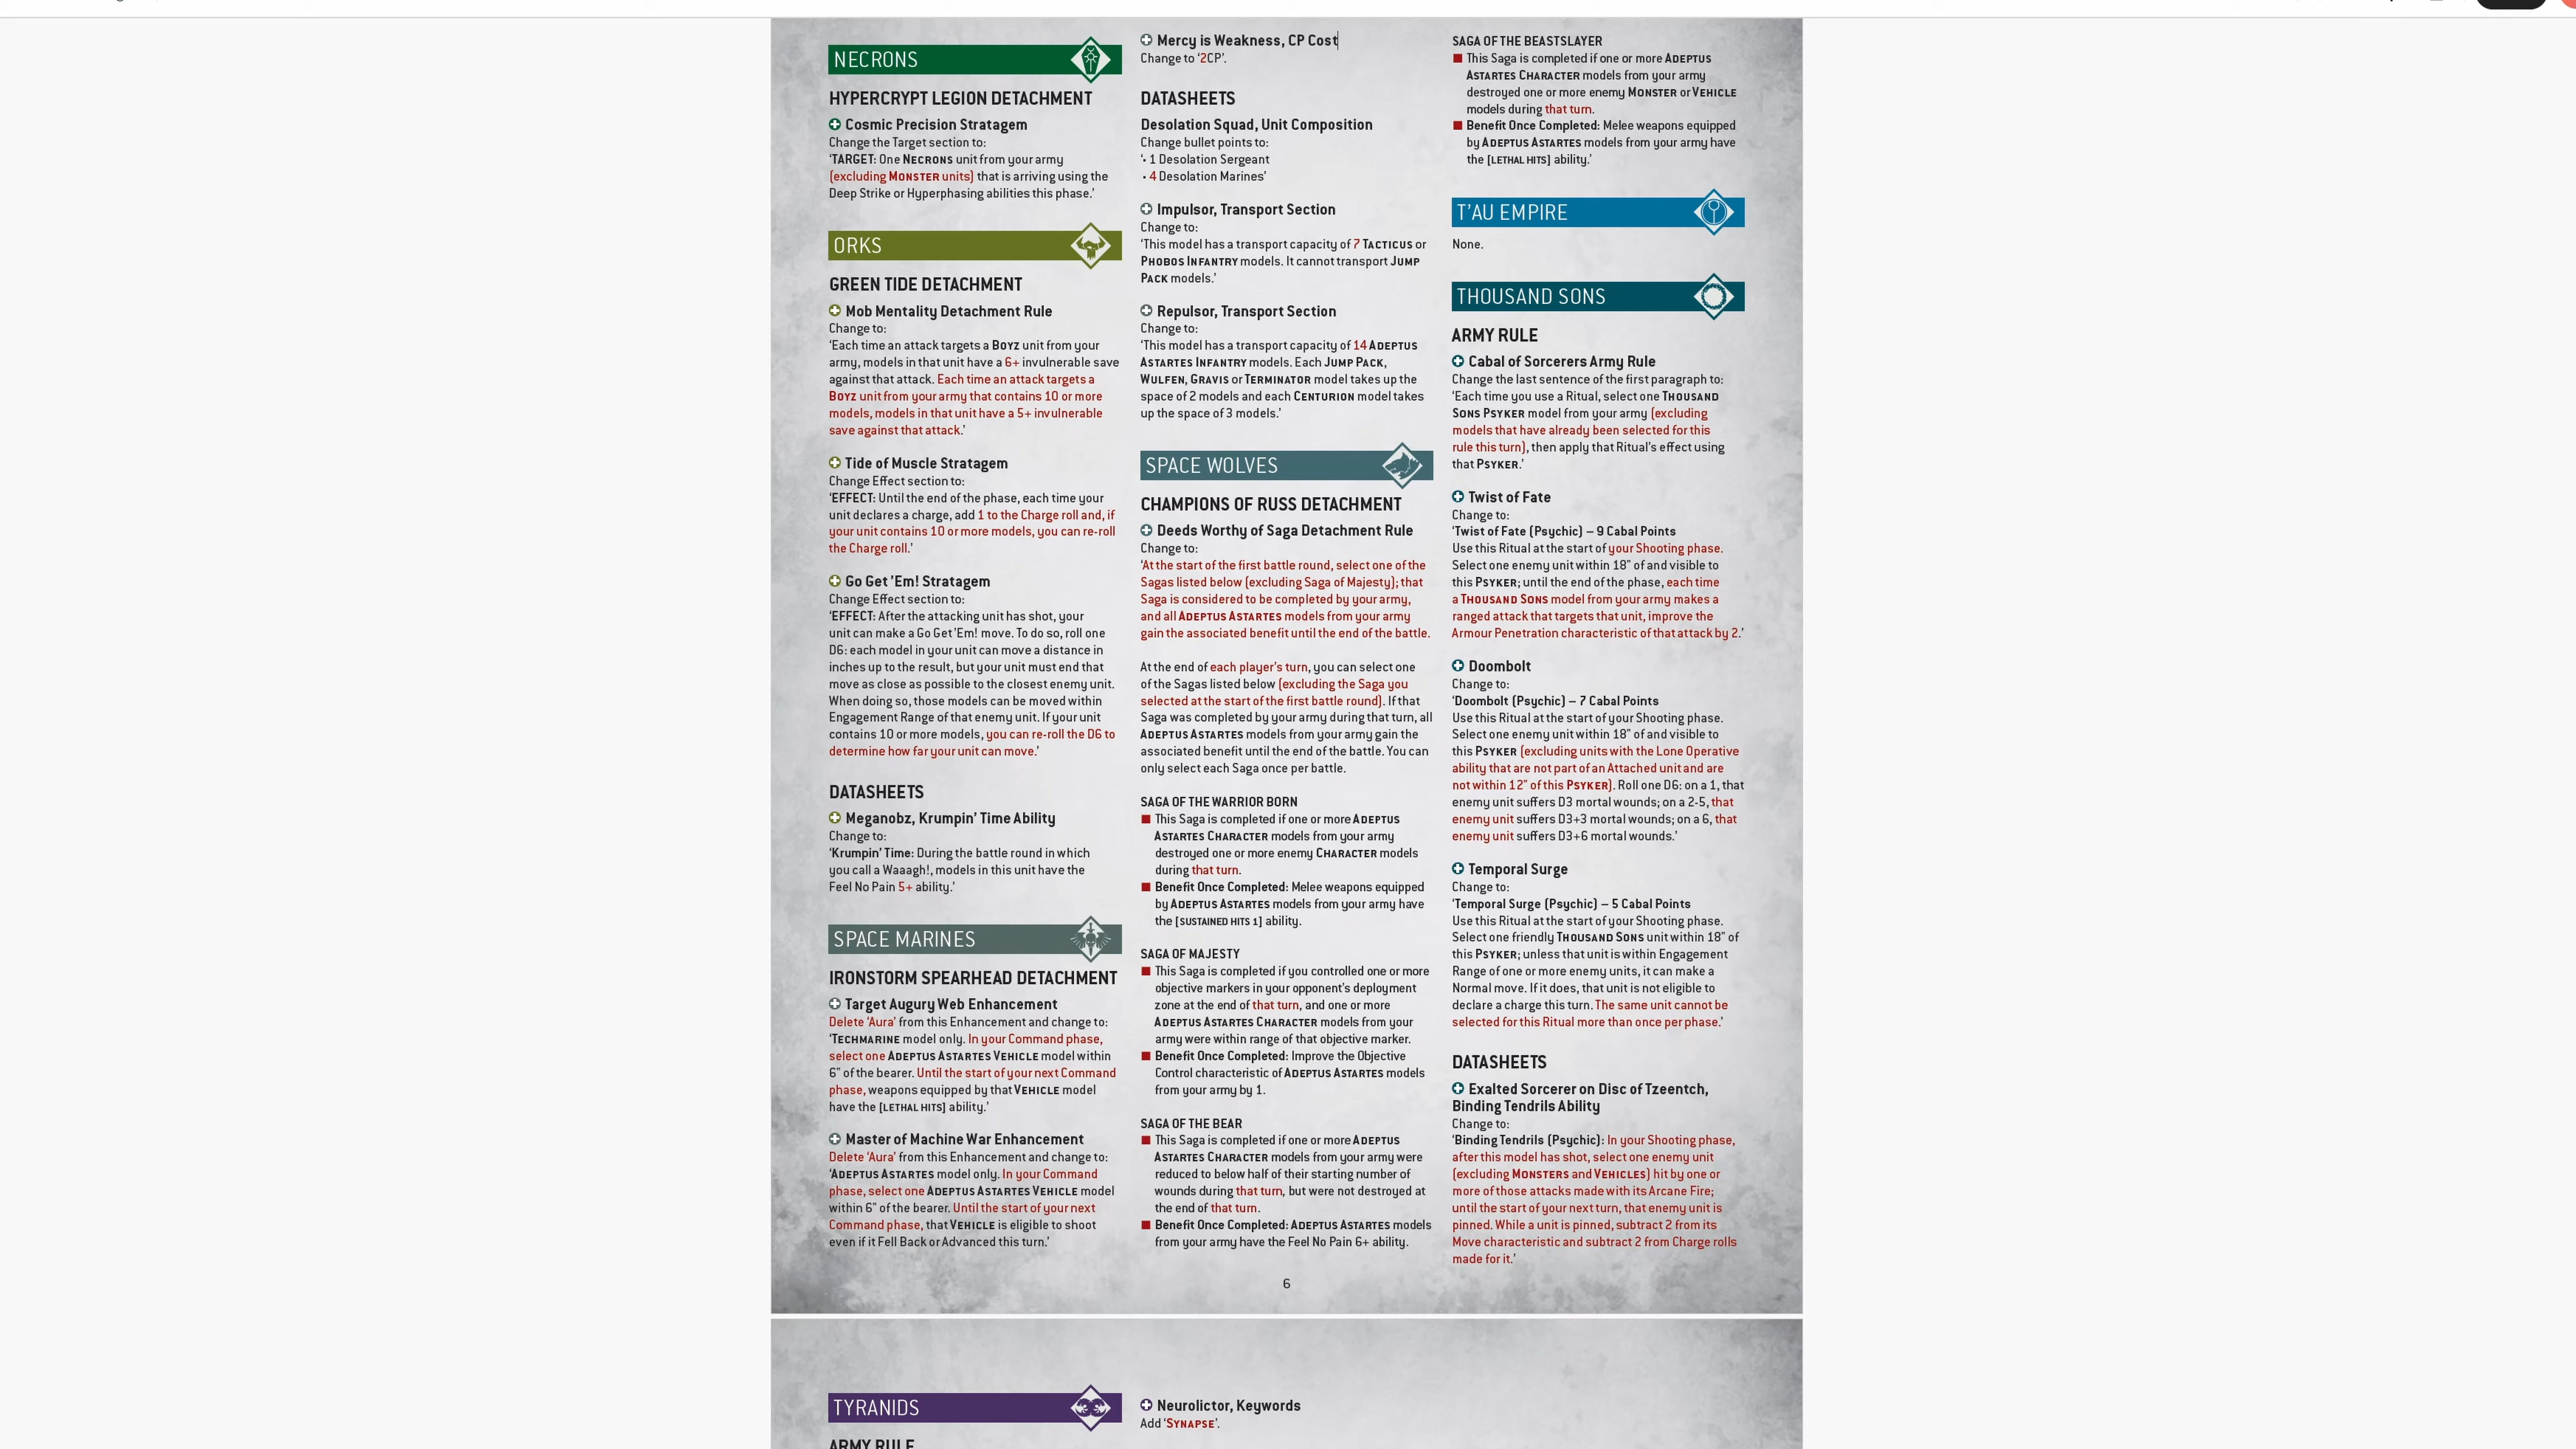 NECRONS
HYPERCRYPT LEGION DETACHMENT
Cosmic Precision Stratagem
Change the Target section to:
‘TARGET: One NECRONS unit from your army
(excluding MONSTER units) that is arriving using the
Deep Strike or Hyperphasing abilities this phase.’
ORKS
GREEN TIDE DETACHMENT
Mob Mentality Detachment Rule
Change to:
‘Each time an attack targets a BOYZ unit from your
army, models in that unit have a 6+ invulnerable save
against that attack. Each time an attack targets a
BOYZ unit from your army that contains 10 or more
models, models in that unit have a 5+ invulnerable
save against that attack.’
Tide of Muscle Stratagem
Change Effect section to:
‘EFFECT: Until the end of the phase, each time your
unit declares a charge, add 1 to the Charge roll and, if
your unit contains 10 or more models, you can re-roll
the Charge roll.’
Go Get ’Em! Stratagem
Change Effect section to:
‘EFFECT: After the attacking unit has shot, your
unit can make a Go Get ’Em! move. To do so, roll one
D6: each model in your unit can move a distance in
inches up to the result, but your unit must end that
move as close as possible to the closest enemy unit.
When doing so, those models can be moved within
Engagement Range of that enemy unit. If your unit
contains 10 or more models, you can re-roll the D6 to
determine how far your unit can move.’
DATASHEETS
Meganobz, Krumpin’ Time Ability
Change to:
‘Krumpin’ Time: During the battle round in which
you call a Waaagh!, models in this unit have the
Feel No Pain 5+ ability.’
SPACE MARINES
IRONSTORM SPEARHEAD DETACHMENT
Target Augury Web Enhancement
Delete ‘Aura’ from this Enhancement and change to:
‘TECHMARINE model only. In your Command phase,
select one ADEPTUS ASTARTES VEHICLE model within
6" of the bearer. Until the start of your next Command
phase, weapons equipped by that VEHICLE model
have the [LETHAL HITS] ability.’
Master of Machine War Enhancement
Delete ‘Aura’ from this Enhancement and change to:
‘ADEPTUS ASTARTES model only. In your Command
phase, select one ADEPTUS ASTARTES VEHICLE model
within 6" of the bearer. Until the start of your next
Command phase, that VEHICLE is eligible to shoot
even if it Fell Back or Advanced this turn.’
Mercy is Weakness, CP Cost
Change to ‘2CP’.
DATASHEETS
Desolation Squad, Unit Composition
Change bullet points to:
‘• 1 Desolation Sergeant
• 4 Desolation Marines’
Impulsor, Transport Section
Change to:
‘This model has a transport capacity of 7 TACTICUS or
PHOBOS INFANTRY models. It cannot transport JUMP
PACK models.’
Repulsor, Transport Section
Change to:
‘This model has a transport capacity of 14 ADEPTUS
ASTARTES INFANTRY models. Each JUMP PACK,
WULFEN, GRAVIS or TERMINATOR model takes up the
space of 2 models and each CENTURION model takes
up the space of 3 models.’
SPACE WOLVES
CHAMPIONS OF RUSS DETACHMENT
Deeds Worthy of Saga Detachment Rule
Change to:
‘At the start of the first battle round, select one of the
Sagas listed below (excluding Saga of Majesty); that
Saga is considered to be completed by your army,
and all ADEPTUS ASTARTES models from your army
gain the associated benefit until the end of the battle.
At the end of each player’s turn, you can select one
of the Sagas listed below (excluding the Saga you
selected at the start of the first battle round). If that
Saga was completed by your army during that turn, all
ADEPTUS ASTARTES models from your army gain the
associated benefit until the end of the battle. You can
only select each Saga once per battle.
SAGA OF THE WARRIOR BORN
This Saga is completed if one or more ADEPTUS
ASTARTES CHARACTER models from your army
destroyed one or more enemy CHARACTER models
during that turn.
Benefit Once Completed: Melee weapons equipped
by ADEPTUS ASTARTES models from your army have
the [SUSTAINED HITS 1] ability.
SAGA OF MAJESTY
This Saga is completed if you controlled one or more
objective markers in your opponent’s deployment
zone at the end of that turn, and one or more
ADEPTUS ASTARTES CHARACTER models from your
army were within range of that objective marker.
Benefit Once Completed: Improve the Objective
Control characteristic of ADEPTUS ASTARTES models
from your army by 1.
SAGA OF THE BEAR
This Saga is completed if one or more ADEPTUS
ASTARTES CHARACTER models from your army were
reduced to below half of their starting number of
wounds during that turn, but were not destroyed at
the end of that turn.
Benefit Once Completed: ADEPTUS ASTARTES models
from your army have the Feel No Pain 6+ ability.
SAGA OF THE BEASTSLAYER
This Saga is completed if one or more ADEPTUS
ASTARTES CHARACTER models from your army
destroyed one or more enemy MONSTER or VEHICLE
models during that turn.
Benefit Once Completed: Melee weapons equipped
by ADEPTUS ASTARTES models from your army have
the [LETHAL HITS] ability.’
T’AU EMPIRE
None.
THOUSAND SONS
ARMY RULE
Cabal of Sorcerers Army Rule
Change the last sentence of the first paragraph to:
‘Each time you use a Ritual, select one THOUSAND
SONS PSYKER model from your army (excluding
models that have already been selected for this
rule this turn), then apply that Ritual’s effect using
that PSYKER.’
Twist of Fate
Change to:
‘Twist of Fate (Psychic) – 9 Cabal Points
Use this Ritual at the start of your Shooting phase.
Select one enemy unit within 18" of and visible to
this PSYKER; until the end of the phase, each time
a THOUSAND SONS model from your army makes a
ranged attack that targets that unit, improve the
Armour Penetration characteristic of that attack by 2.’
Doombolt
Change to:
‘Doombolt (Psychic) – 7 Cabal Points
Use this Ritual at the start of your Shooting phase.
Select one enemy unit within 18" of and visible to
this PSYKER (excluding units with the Lone Operative
ability that are not part of an Attached unit and are
not within 12" of this PSYKER). Roll one D6: on a 1, that
enemy unit suffers D3 mortal wounds; on a 2-5, that
enemy unit suffers D3+3 mortal wounds; on a 6, that
enemy unit suffers D3+6 mortal wounds.’
Temporal Surge
Change to:
‘Temporal Surge (Psychic) – 5 Cabal Points
Use this Ritual at the start of your Shooting phase.
Select one friendly THOUSAND SONS unit within 18" of
this PSYKER; unless that unit is within Engagement
Range of one or more enemy units, it can make a
Normal move. If it does, that unit is not eligible to
declare a charge this turn. The same unit cannot be
selected for this Ritual more than once per phase.’
DATASHEETS
Exalted Sorcerer on Disc of Tzeentch,
Binding Tendrils Ability
Change to:
‘Binding Tendrils (Psychic): In your Shooting phase,
after this model has shot, select one enemy unit
(excluding MONSTERS and VEHICLES) hit by one or
more of those attacks made with its Arcane Fire;
until the start of your next turn, that enemy unit is
pinned. While a unit is pinned, subtract 2 from its
Move characteristic and subtract 2 from Charge rolls
made for it.’
6
TYRANIDS
ARMY RULE
Neurolictor, Keywords
Add ‘SYNAPSE’.